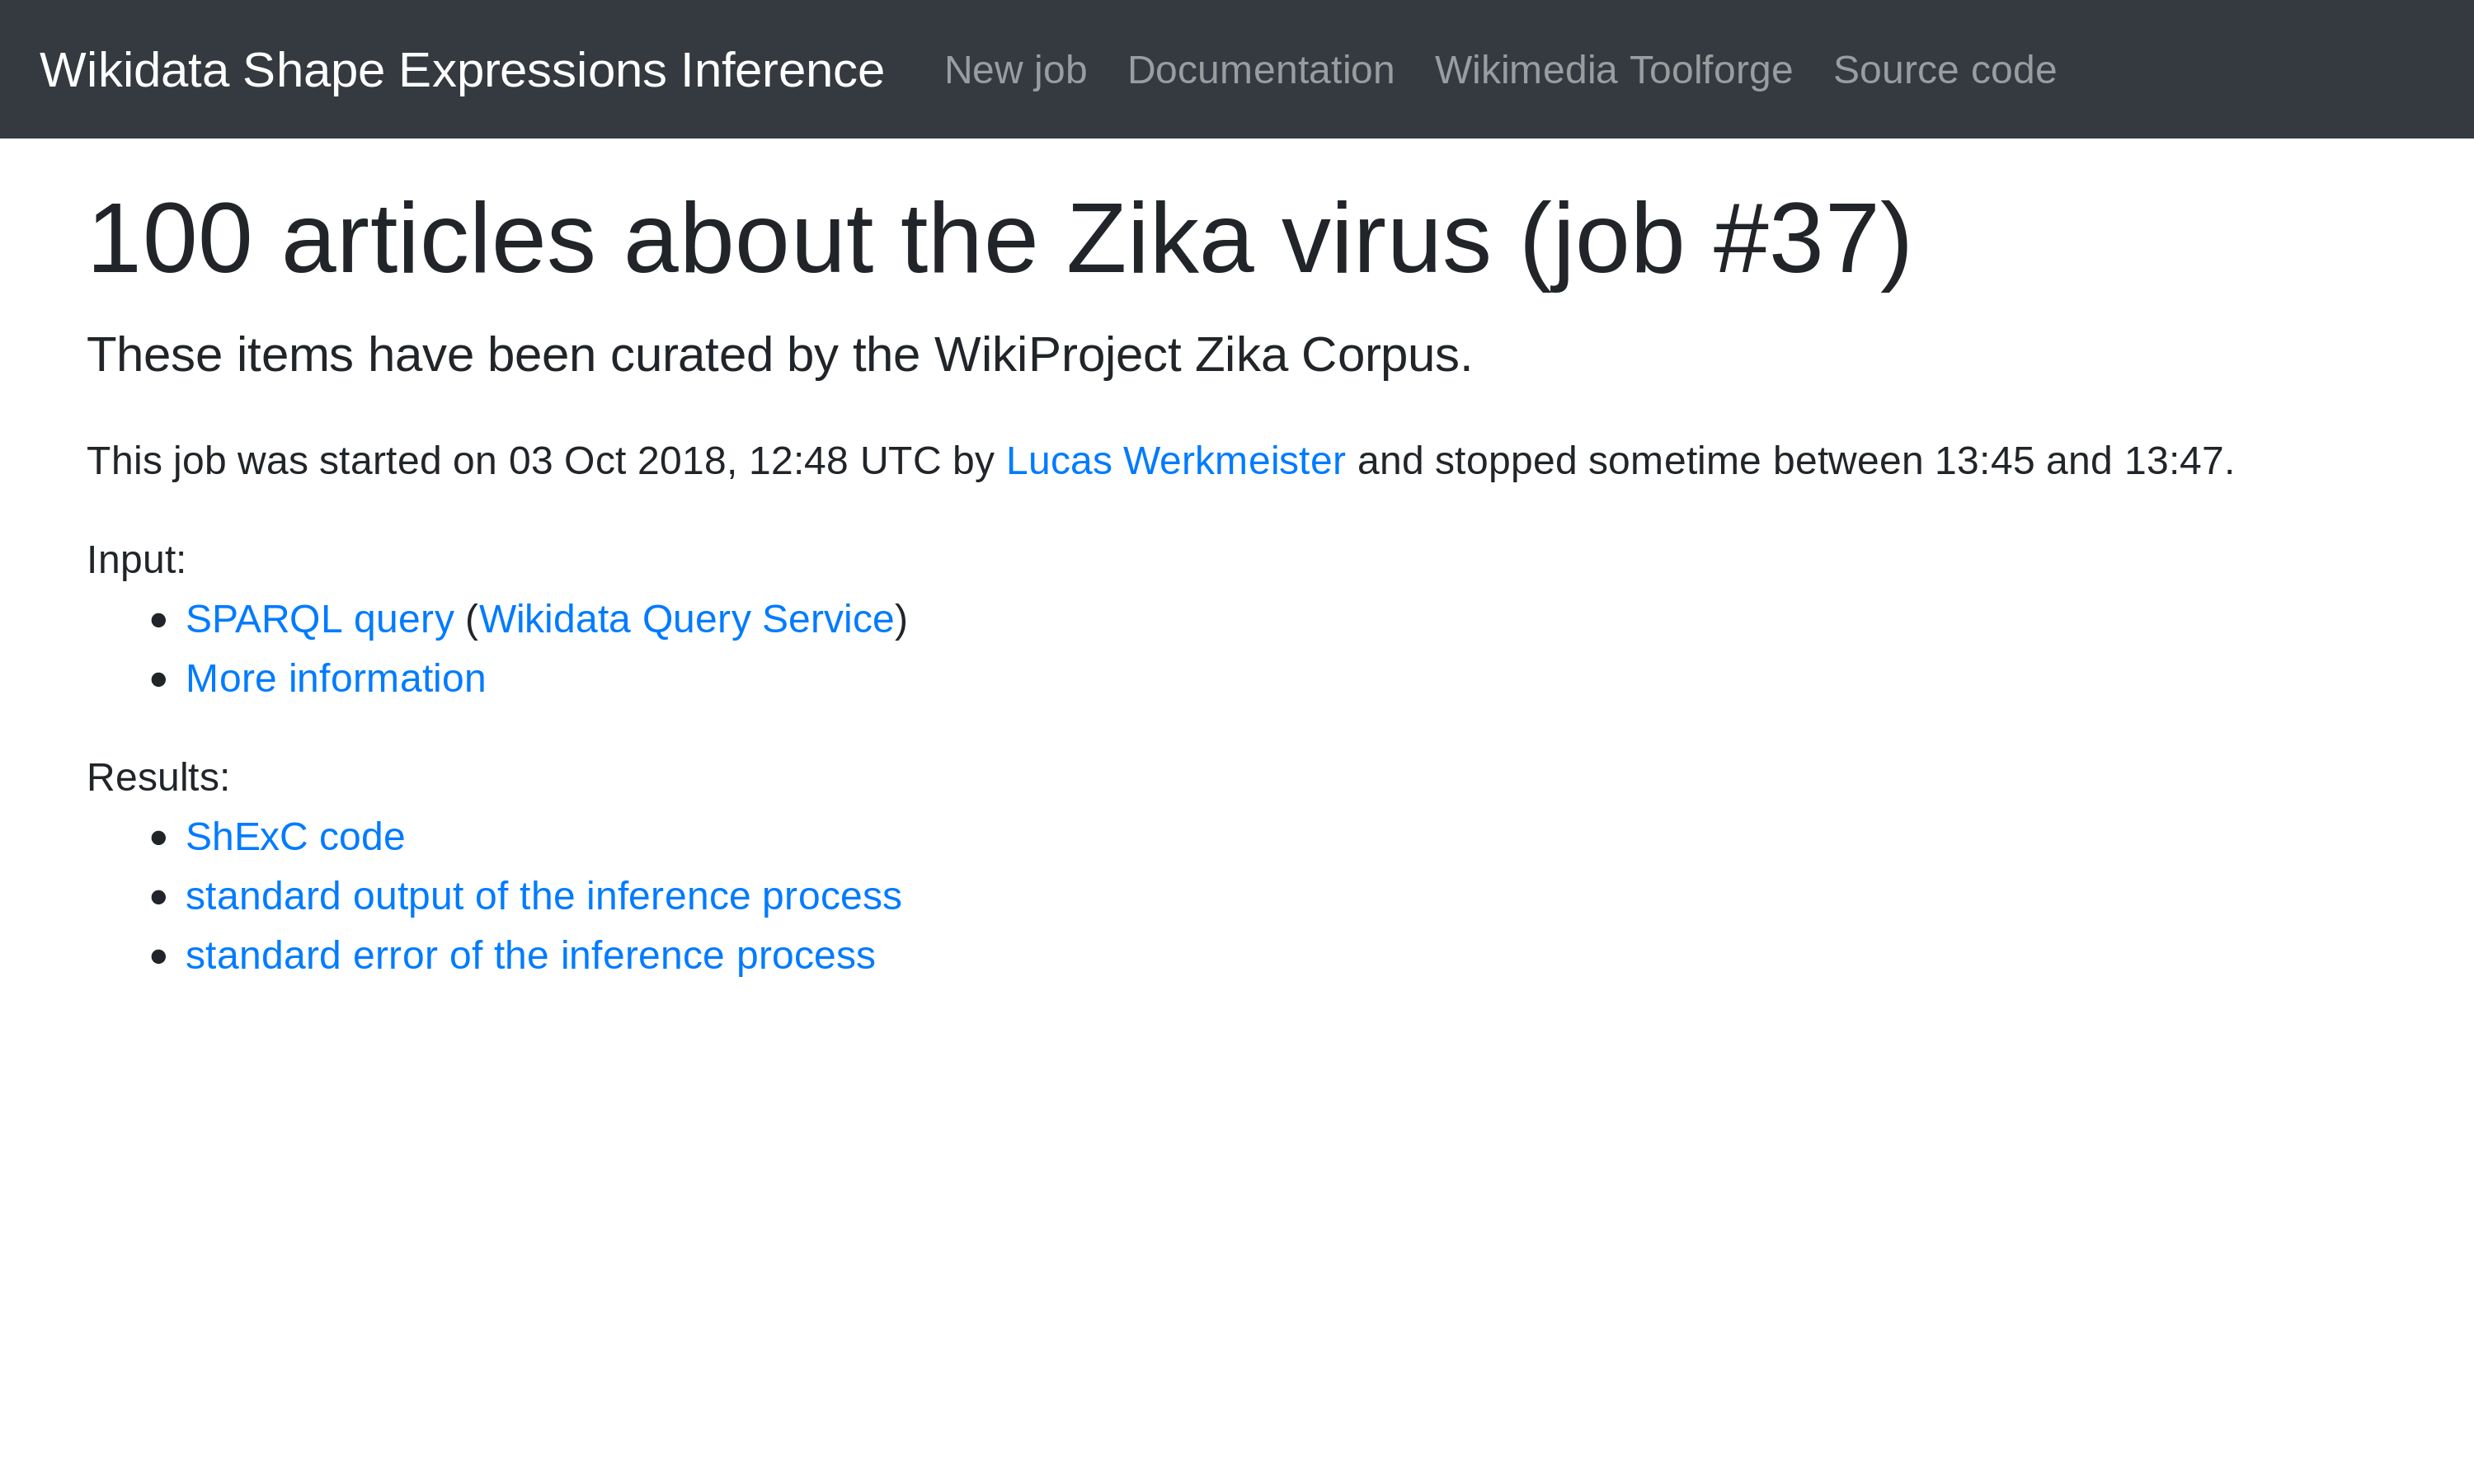 Wikidata Shape Expressions Inference New job Documentation Wikimedia Toolforge Source code
100 articles about the Zika virus (job #37)
These items have been curated by the WikiProject Zika Corpus.
This job was started on 03 Oct 2018, 12:48 UTC by Lucas Werkmeister and stopped sometime between 13:45 and 13:47.
Input:
• SPARQL query (Wikidata Query Service)
• More information
Results:
• ShExC code
• standard output of the inference process
• standard error of the inference process